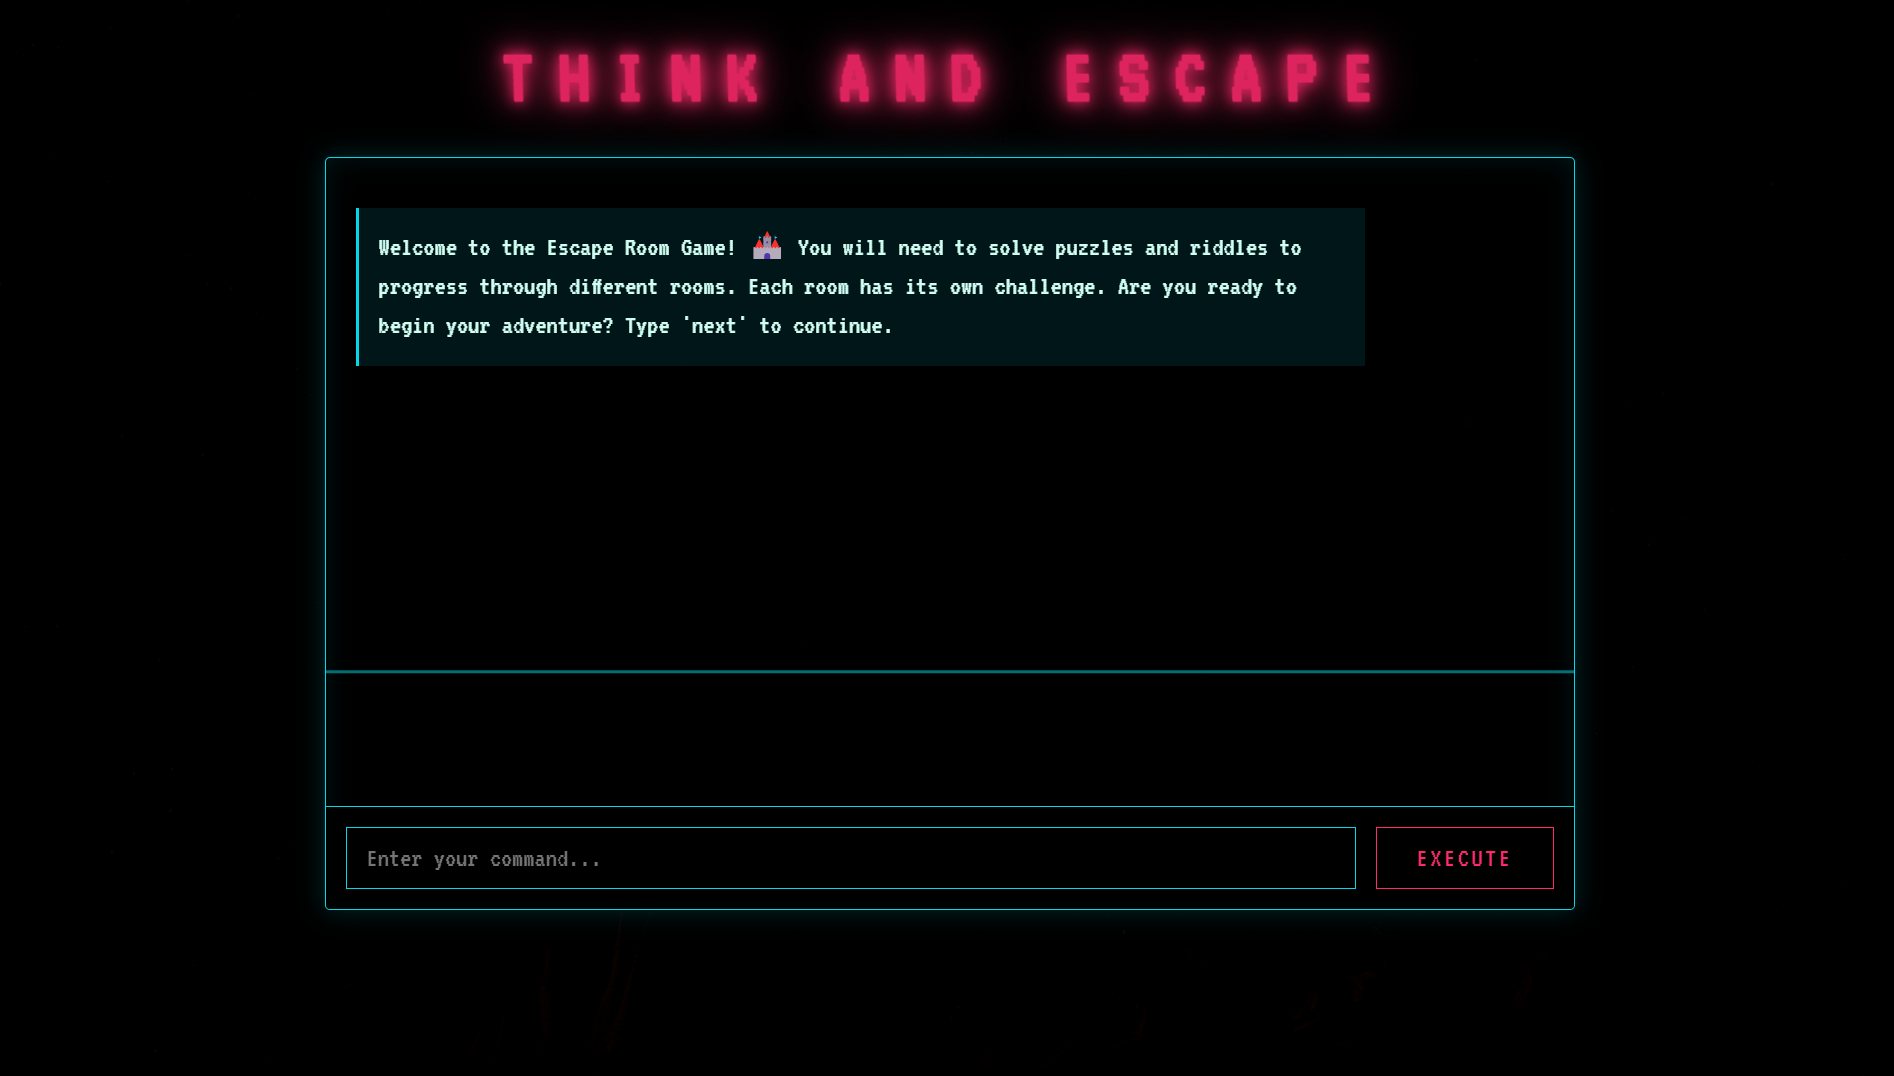 THINK AND ESCAPE
Welcome to the Escape Room Game! 🏰 You will need to solve puzzles and riddles to
progress through different rooms. Each room has its own challenge. Are you ready to
begin your adventure? Type 'next' to continue.
Enter your command...
EXECUTE